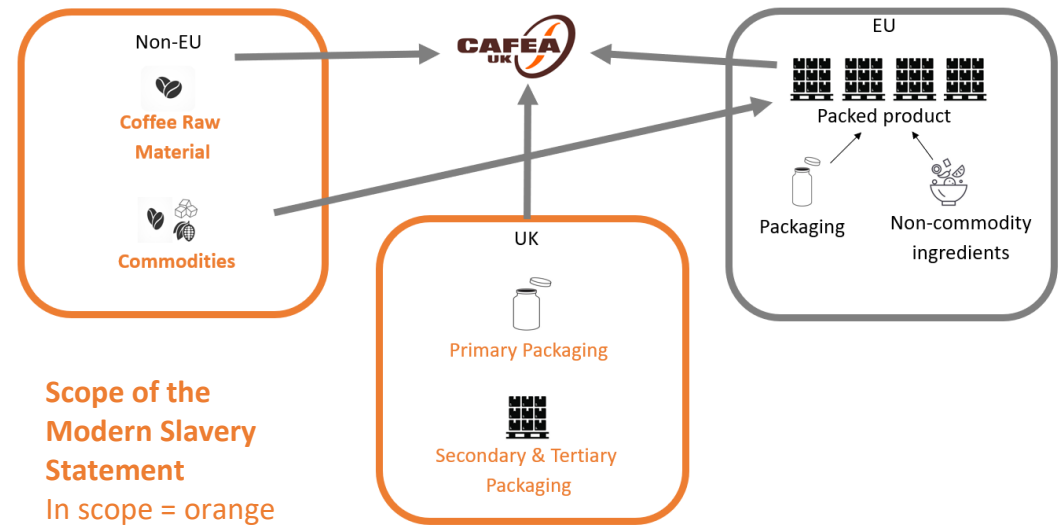 Non-EU
Coffee Raw
Material
Commodities
CAFEA
UK
EU
Packed product
Packaging
Non-commodity
ingredients
UK
Primary Packaging
Secondary & Tertiary
Packaging
Scope of the
Modern Slavery
Statement
In scope = orange